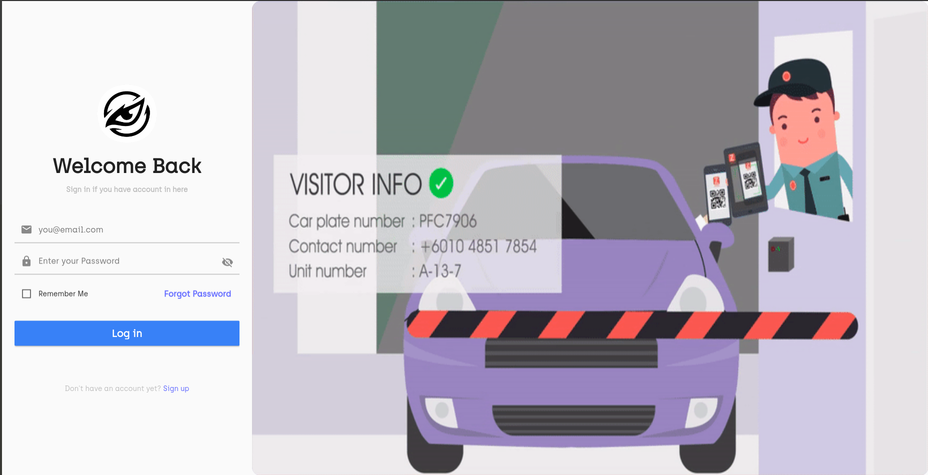 Welcome Back
Sign in if you have account in here
you@email.com
Enter your Password
Remember Me
Forgot Password
Log in
Don't have an account yet? Sign up
VISITOR INFO ✓
Car plate number : PFC7906
Contact number : +6010 4851 7854
Unit number : A-13-7